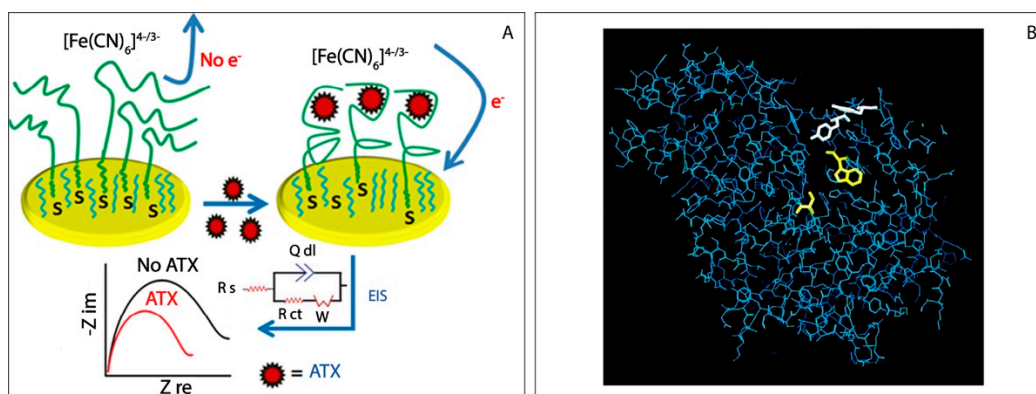 A
[Fe(CN)₆]⁴⁻/³⁻
No e⁻
S S S S S
[Fe(CN)₆]⁴⁻/³⁻
e⁻
S S S
No ATX
ATX
-Z im
Z re
Q dl
R s
R ct
W
EIS
= ATX
B